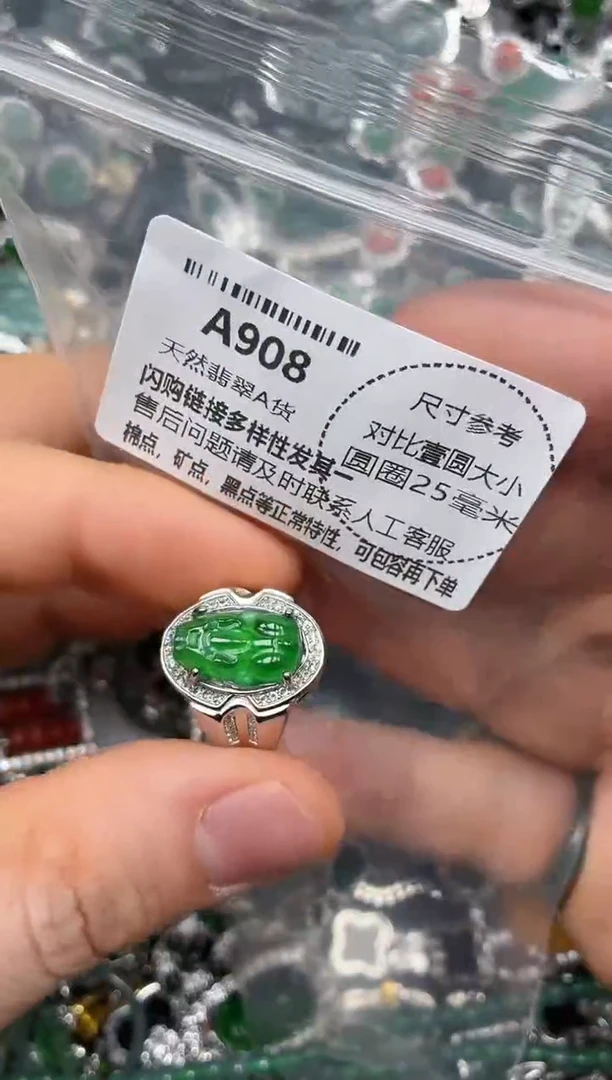 A908
天然翡翠A货
闪购链接多样性发其一
售后问题请及时联系人工客服
棉点，矿点，黑点等正常特性，可包容再下单
尺寸参考
对比壹圆大小
圆圈25毫米